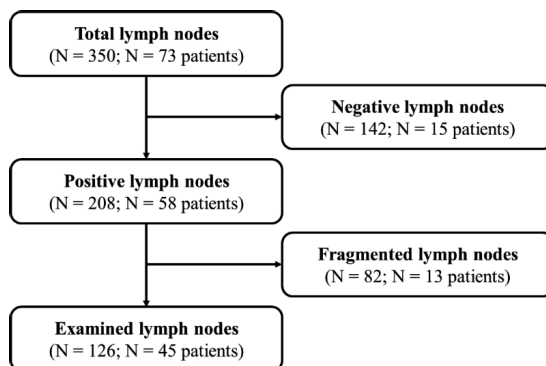 Total lymph nodes
(N = 350; N = 73 patients)
Negative lymph nodes
(N = 142; N = 15 patients)
Positive lymph nodes
(N = 208; N = 58 patients)
Fragmented lymph nodes
(N = 82; N = 13 patients)
Examined lymph nodes
(N = 126; N = 45 patients)